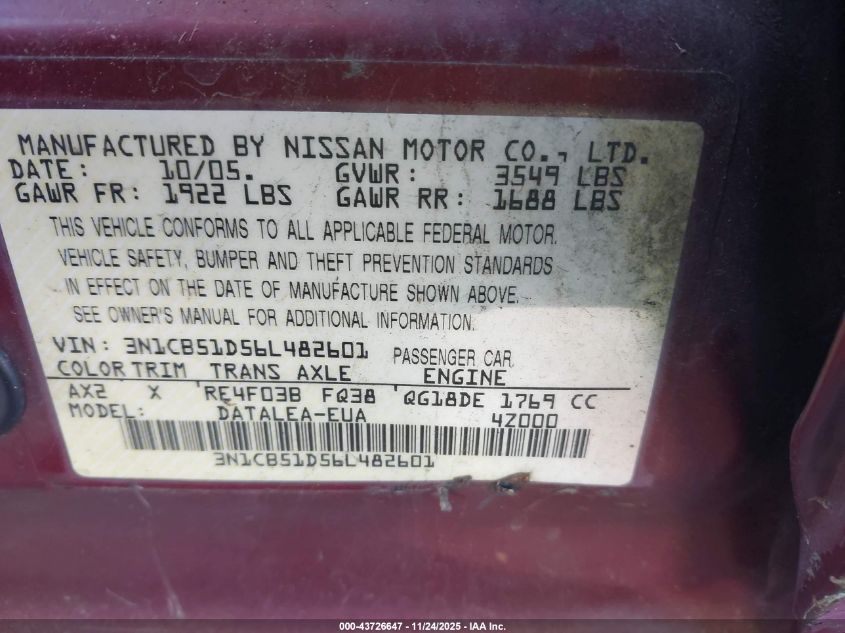 MANUFACTURED BY NISSAN MOTOR CO., LTD.
DATE: 10/05. GVWR: 3549 LBS
GAWR FR: 1922 LBS GAWR RR: 1688 LBS
THIS VEHICLE CONFORMS TO ALL APPLICABLE FEDERAL MOTOR.
VEHICLE SAFETY, BUMPER AND THEFT PREVENTION STANDARDS
IN EFFECT ON THE DATE OF MANUFACTURE SHOWN ABOVE.
SEE OWNER'S MANUAL FOR ADDITIONAL INFORMATION.
VIN: 3N1CB51D56L482601 PASSENGER CAR
COLOR TRIM TRANS AXLE ENGINE
AX2 X RE4F03B FQ38 QG18DE 1769 CC
MODEL: DATALEA-EUA 4Z000
3N1CB51D56L482601
000-43726647 - 11/24/2025 - IAA Inc.